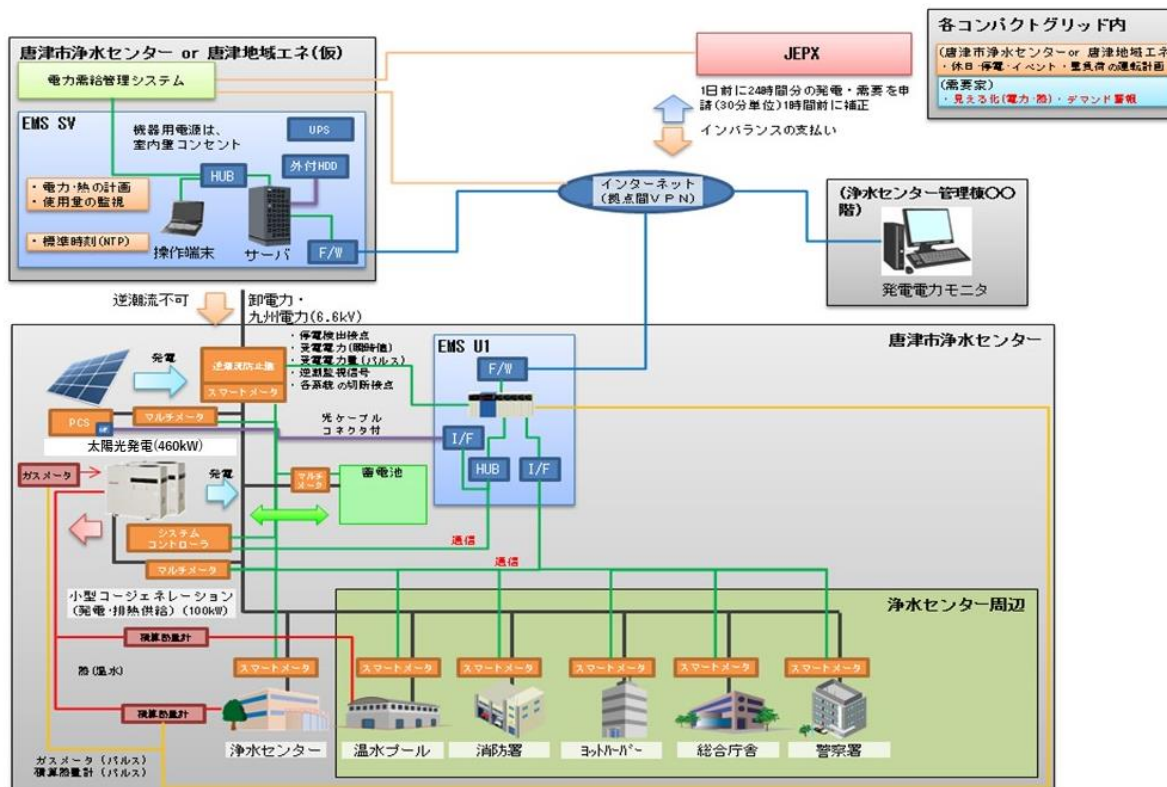 唐津市浄水センター or 唐津地域エネ(仮)
電力需給管理システム
EMS SV
機器用電源は、
室内壁コンセント
UPS
外付HDD
HUB
・電力・熱の計画
・使用量の監視
・標準時刻(NTP)
操作端末
サーバ
F/W
JEPX
1日前に24時間分の発電・需要を申
請(30分単位)1時間前に補正
インバランスの支払い
インターネット
(拠点間VPN)
各コンパクトグリッド内
(唐津市浄水センターor 唐津地域エネ
・休日・停電・イベント・重負荷の運転計画
(需要家)
・見える化(電力・熱)・デマンド警報
(浄水センター管理棟〇〇
階)
発電電力モニタ
逆潮流不可
卸電力・
九州電力(6.6kV)
唐津市浄水センター
発電
逆潮流防止盤
スマートメータ
・停電検出接点
・受電電力(瞬時値)
・受電電力量(パルス)
・逆潮監視信号
・各系統の切断接点
EMS U1
F/W
I/F
HUB
I/F
PCS
マルチメータ
太陽光発電(460kW)
光ケーブル
コネクタ付
ガスメータ
発電
マルチ
メータ
蓄電池
システム
コントローラ
通信
通信
マルチメータ
小型コージェネレーション
(発電・排熱供給)(100kW)
浄水センター周辺
積算熱量計
熱(温水)
スマートメータ
スマートメータ
スマートメータ
スマートメータ
スマートメータ
スマートメータ
積算熱量計
浄水センター
温水プール
消防署
ヨットハーバー
総合庁舎
警察署
ガスメータ(パルス)
積算熱量計(パルス)